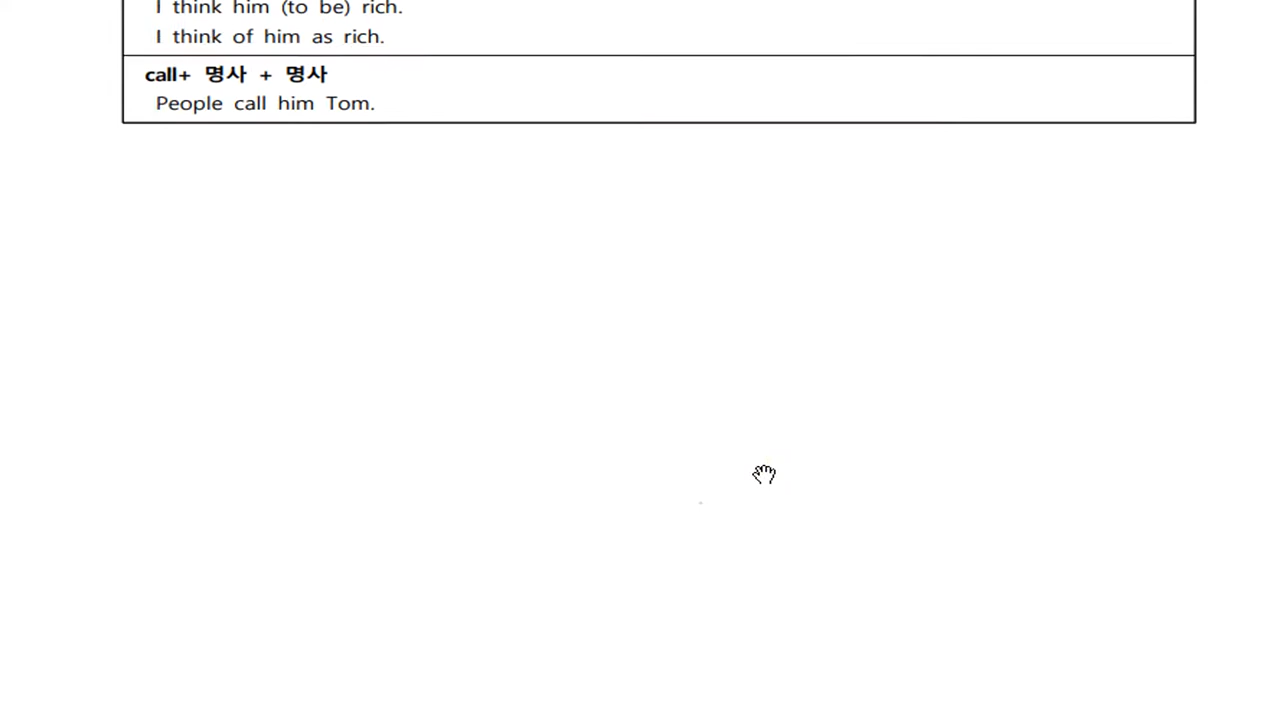 I think him (to be) rich.
I think of him as rich.
call+ 명사 + 명사
People call him Tom.